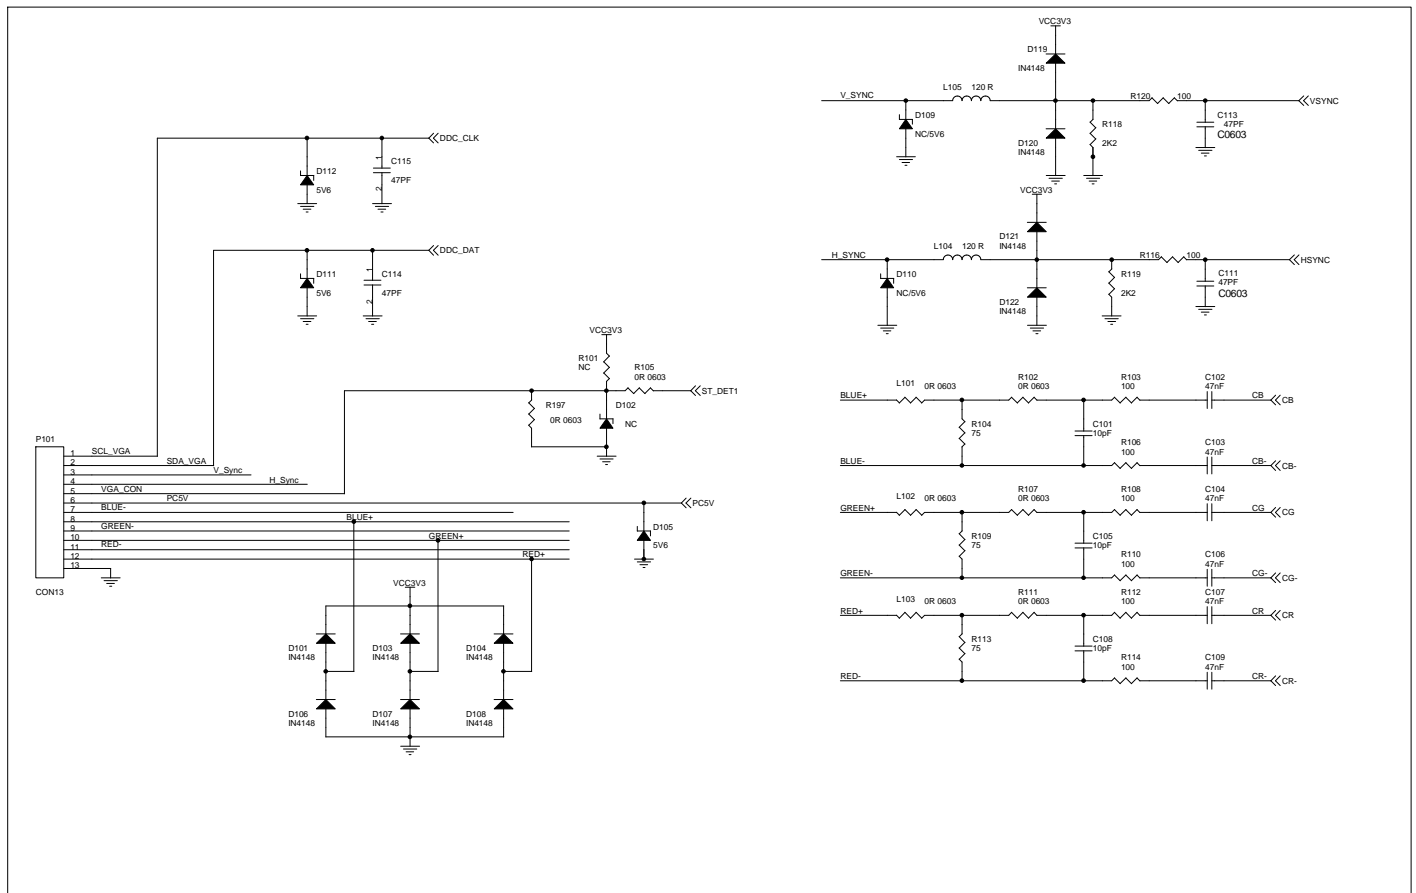 VCC3V3
D119
IN4148
V_SYNC
L105 120 R
R120 100
VSYNC
D109
NC/5V6
D120
IN4148
R118
2K2
C113
47PF
C0603
DDC_CLK
D112
5V6
1
C115
47PF
2
VCC3V3
D121
IN4148
H_SYNC
L104 120 R
R116 100
HSYNC
D110
NC/5V6
D122
IN4148
R119
2K2
C111
47PF
C0603
DDC_DAT
D111
5V6
1
C114
47PF
2
VCC3V3
R101
NC
R105
0R 0603
ST_DET1
R197
0R 0603
D102
NC
P101
1 SCL_VGA
2 SDA_VGA
3 V_Sync
4 H_Sync
5 VGA_CON
6 PC5V
7 BLUE-
8 BLUE+
9 GREEN-
10 GREEN+
11 RED-
12 RED+
13
CON13
PC5V
D105
5V6
VCC3V3
D101
IN4148
D103
IN4148
D104
IN4148
D106
IN4148
D107
IN4148
D108
IN4148
BLUE+
L101 0R 0603
R102
0R 0603
R103
100
C102
47nF
CB
CB
R104
75
C101
10pF
BLUE-
R106
100
C103
47nF
CB-
CB-
GREEN+
L102 0R 0603
R107
0R 0603
R108
100
C104
47nF
CG
CG
R109
75
C105
10pF
GREEN-
R110
100
C106
47nF
CG-
CG-
RED+
L103 0R 0603
R111
0R 0603
R112
100
C107
47nF
CR
CR
R113
75
C108
10pF
RED-
R114
100
C109
47nF
CR-
CR-